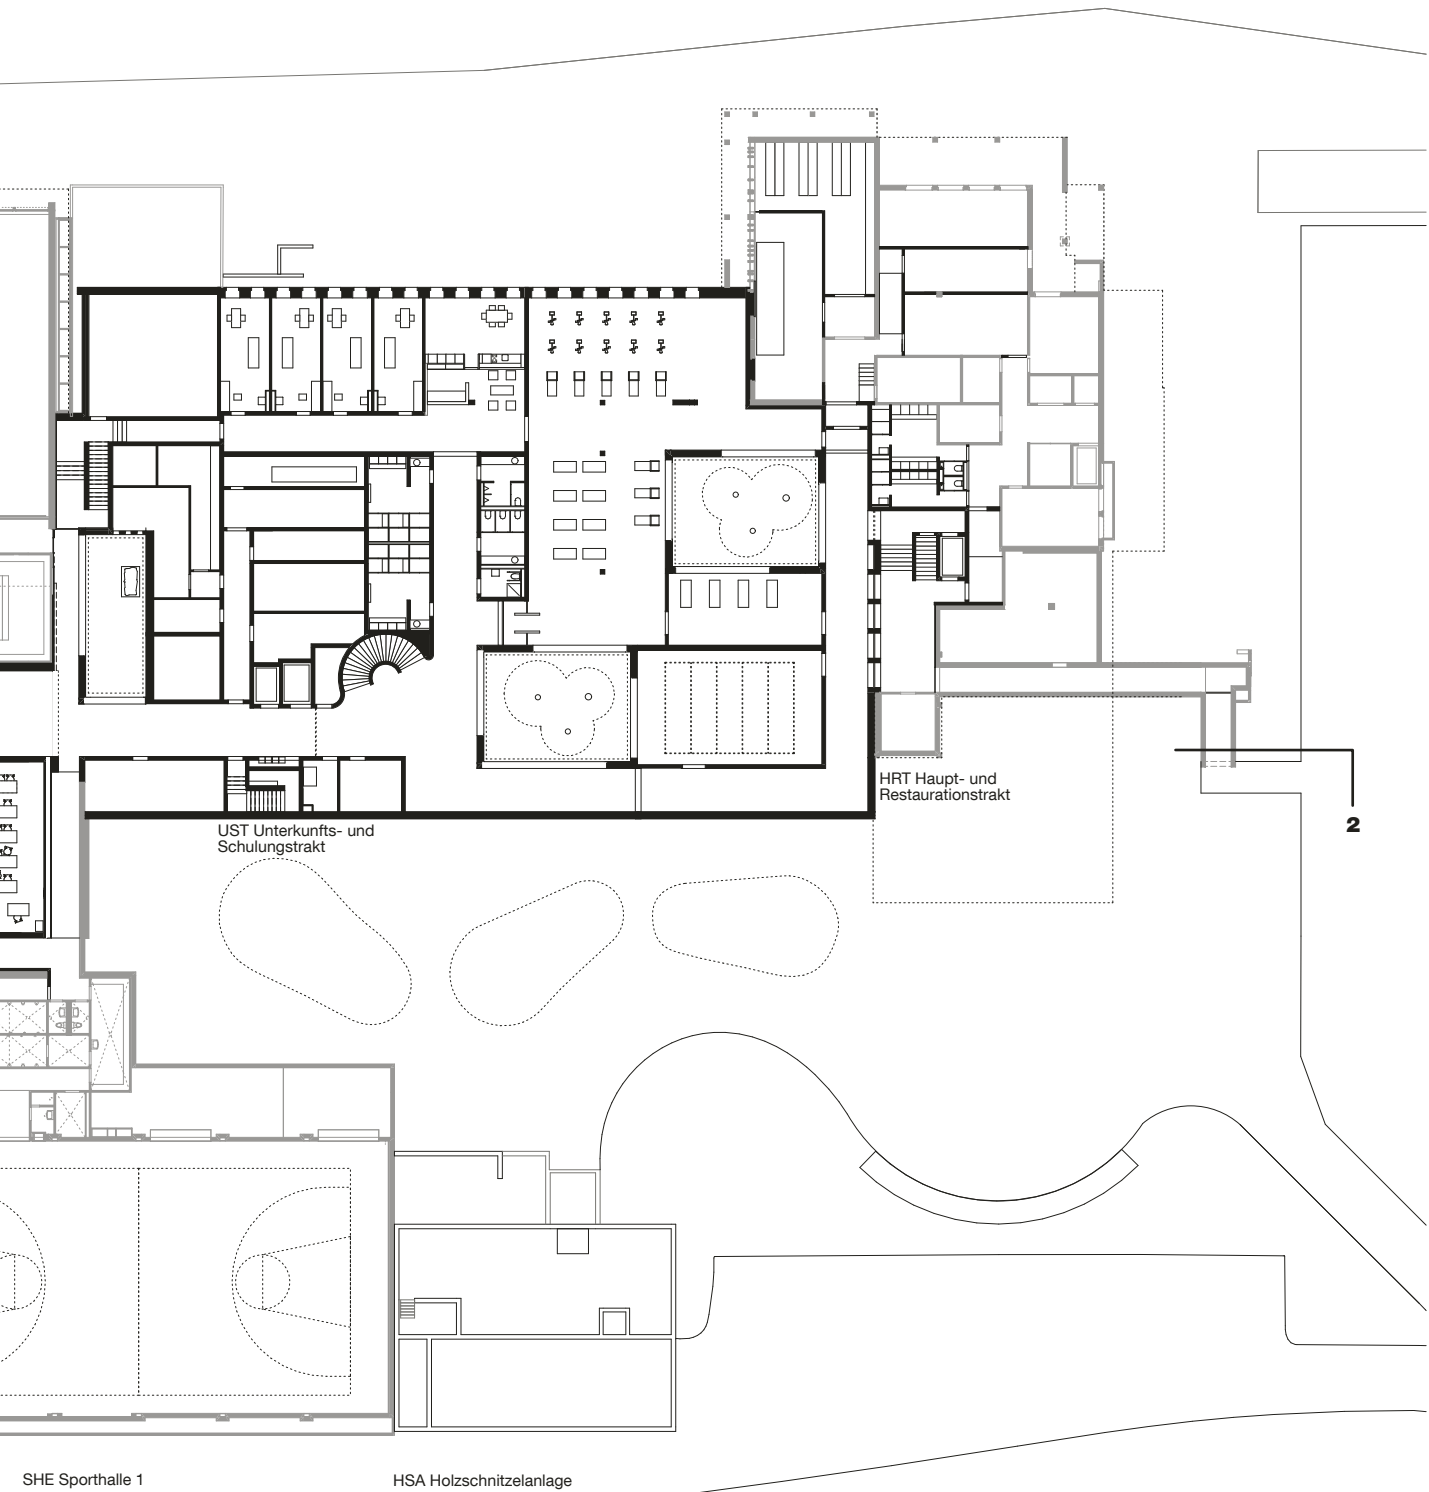 HRT Haupt- und
Restaurationstrakt
2
UST Unterkunfts- und
Schulungstrakt
SHE Sporthalle 1
HSA Holzschnitzelanlage